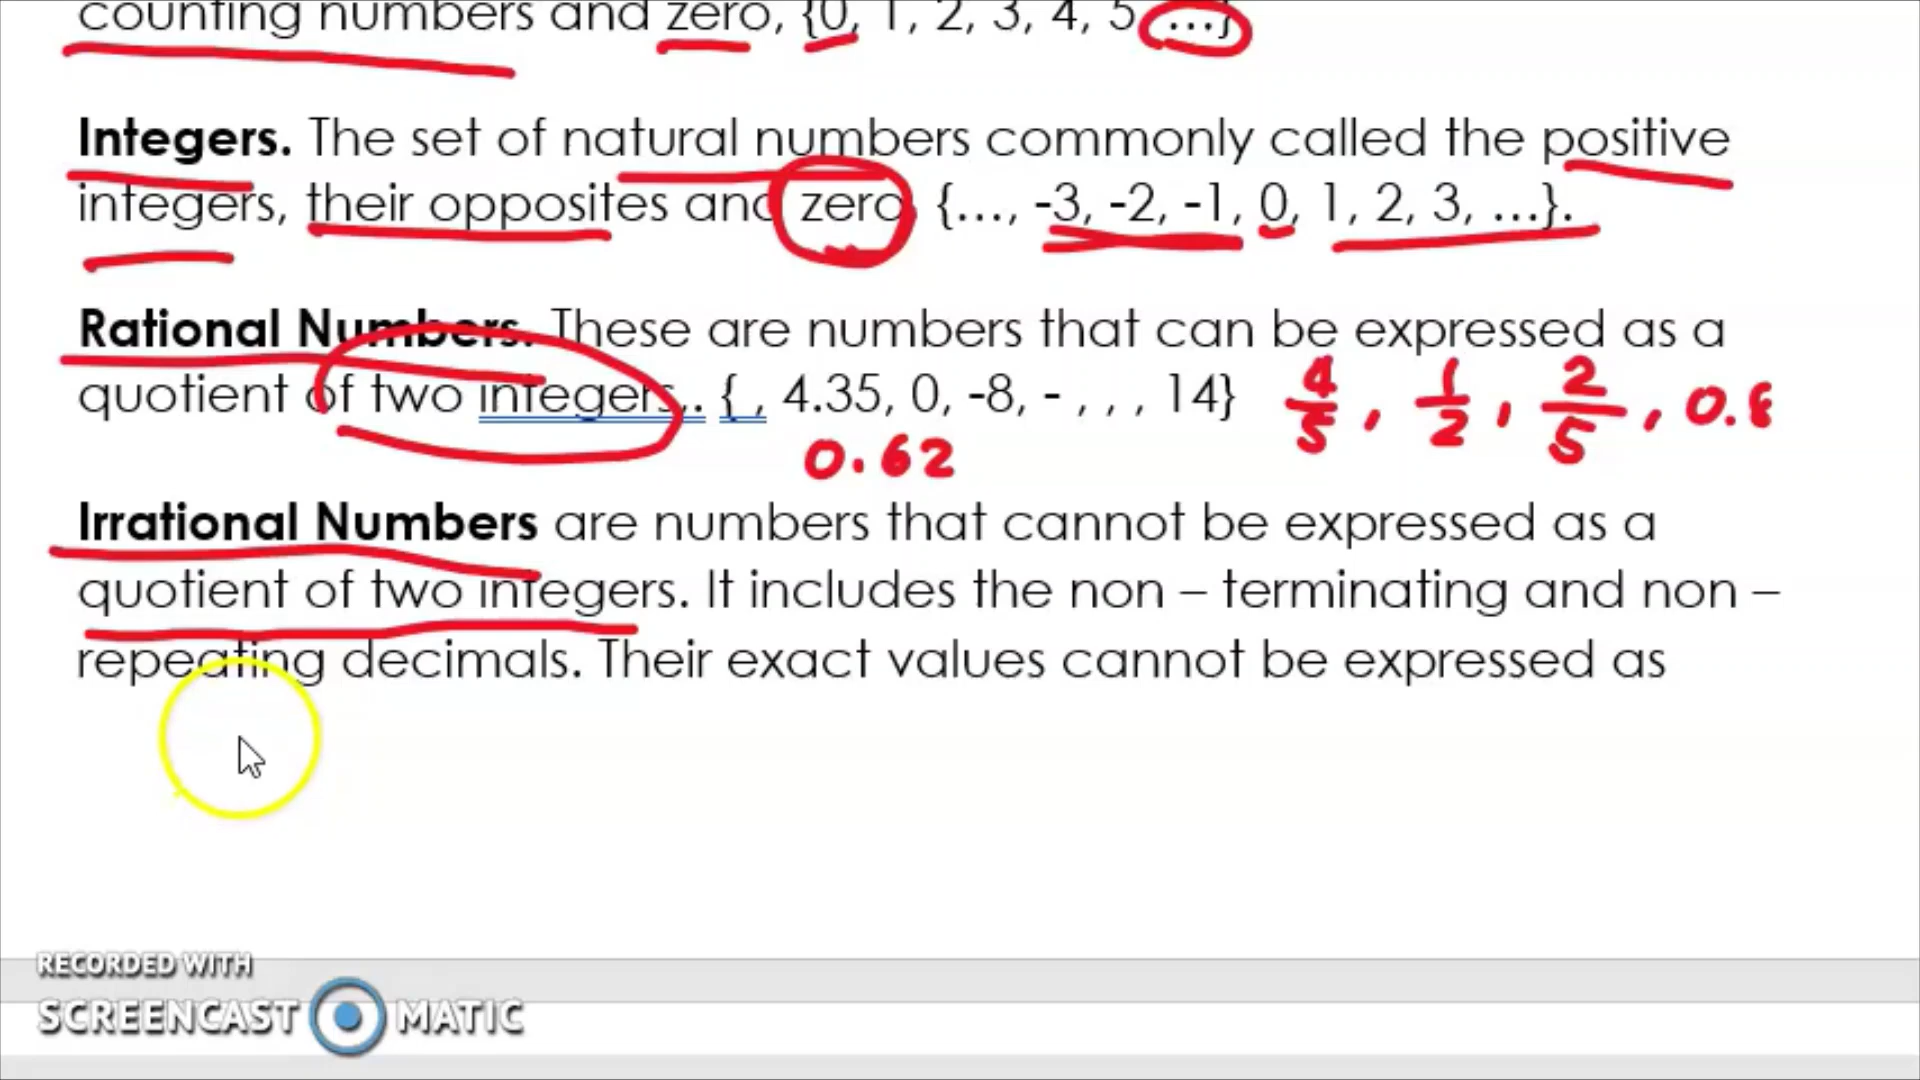 counting numbers and zero, {0, 1, 2, 3, 4, 5 ...}
Integers. The set of natural numbers commonly called the positive
integers, their opposites and zero {..., -3, -2, -1, 0, 1, 2, 3, ...}.
Rational Numbers. These are numbers that can be expressed as a
quotient of two integers,. { , 4.35, 0, -8, - , , , 14} 4/5, 1/2, 2/5, 0.8
0.62
Irrational Numbers are numbers that cannot be expressed as a
quotient of two integers. It includes the non – terminating and non –
repeating decimals. Their exact values cannot be expressed as
RECORDED WITH
SCREENCAST MATIC